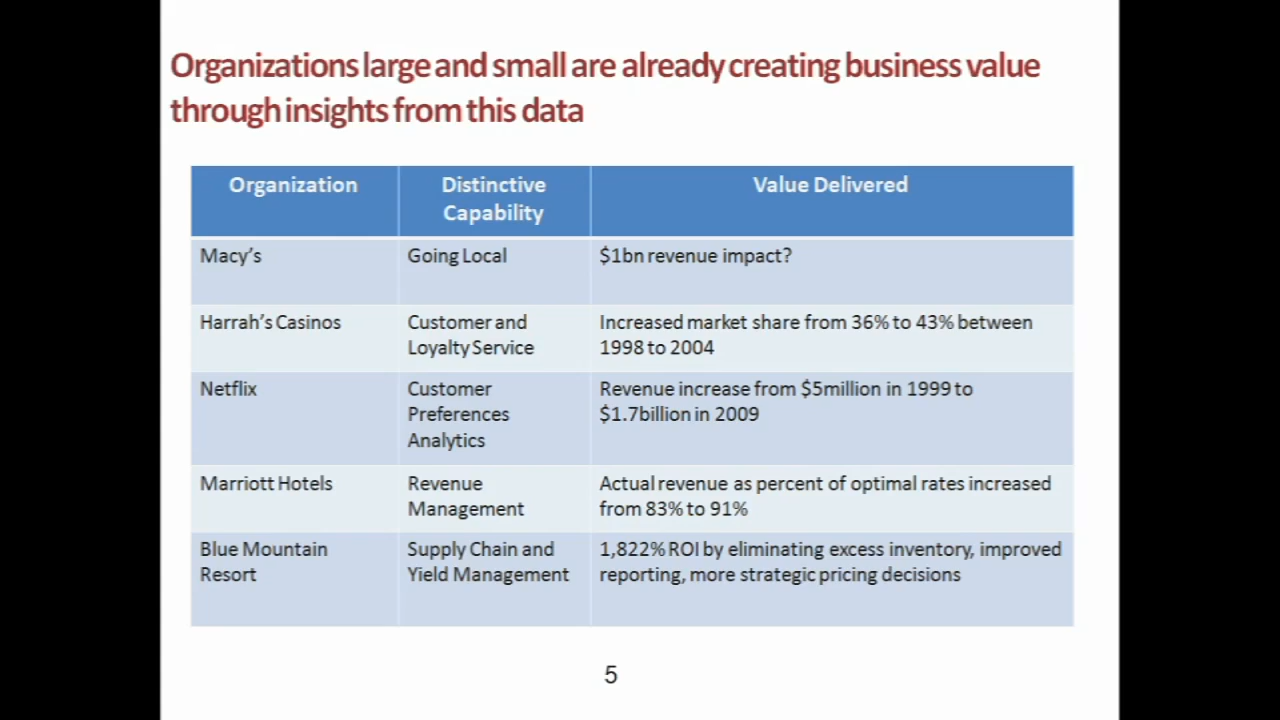 Organizations large and small are already creating business value
through insights from this data
Organization
Distinctive
Capability
Value Delivered
Macy's
Going Local
$1bn revenue impact?
Harrah's Casinos
Customer and
Loyalty Service
Increased market share from 36% to 43% between
1998 to 2004
Netflix
Customer
Preferences
Analytics
Revenue increase from $5million in 1999 to
$1.7billion in 2009
Marriott Hotels
Revenue
Management
Actual revenue as percent of optimal rates increased
from 83% to 91%
Blue Mountain
Resort
Supply Chain and
Yield Management
1,822% ROI by eliminating excess inventory, improved
reporting, more strategic pricing decisions
5